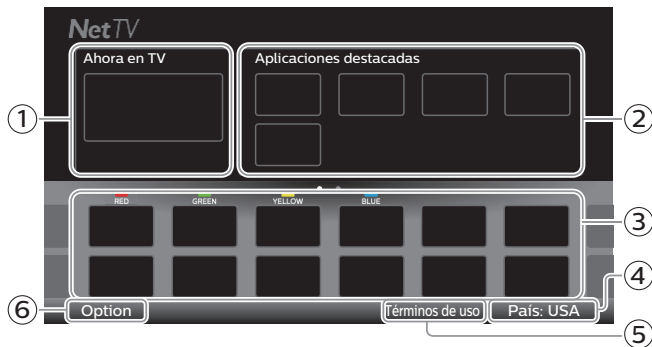 NetTV
Ahora en TV
Aplicaciones destacadas
1
2
RED GREEN YELLOW BLUE
3
4
6
Option
Términos de uso
País: USA
5